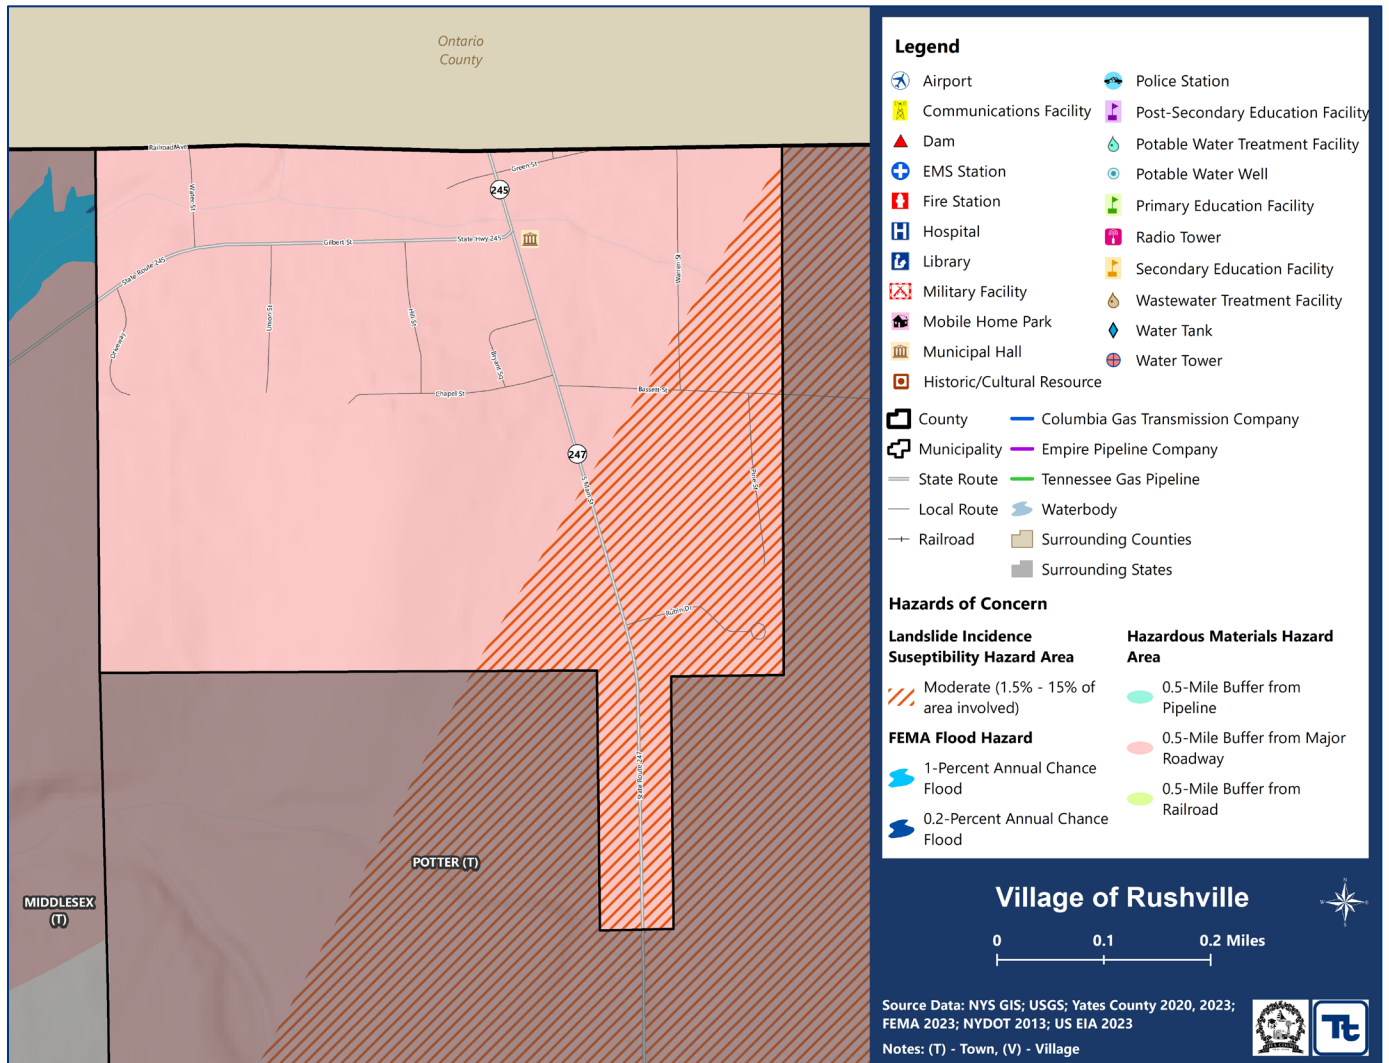 Ontario
County
Railroad Ave
Water St
Green St
245
State Hwy 245
Gilbert St
State Route 245
Driveway
Union St
Hill St
Bryant Sq
Chapel St
Warren St
Bassett St
Pine St
247
S Main St
Rubin Dr
State Route 247
POTTER (T)
MIDDLESEX
(T)
Legend
Airport
Communications Facility
Dam
EMS Station
Fire Station
Hospital
Library
Military Facility
Mobile Home Park
Municipal Hall
Historic/Cultural Resource
Police Station
Post-Secondary Education Facility
Potable Water Treatment Facility
Potable Water Well
Primary Education Facility
Radio Tower
Secondary Education Facility
Wastewater Treatment Facility
Water Tank
Water Tower
County
Municipality
State Route
Local Route
Railroad
Columbia Gas Transmission Company
Empire Pipeline Company
Tennessee Gas Pipeline
Waterbody
Surrounding Counties
Surrounding States
Hazards of Concern
Landslide Incidence
Suseptibility Hazard Area
Moderate (1.5% - 15% of
area involved)
FEMA Flood Hazard
1-Percent Annual Chance
Flood
0.2-Percent Annual Chance
Flood
Hazardous Materials Hazard
Area
0.5-Mile Buffer from
Pipeline
0.5-Mile Buffer from Major
Roadway
0.5-Mile Buffer from
Railroad
Village of Rushville
N
W E
S
0 0.1 0.2 Miles
Source Data: NYS GIS; USGS; Yates County 2020, 2023;
FEMA 2023; NYDOT 2013; US EIA 2023
Notes: (T) - Town, (V) - Village
Tt